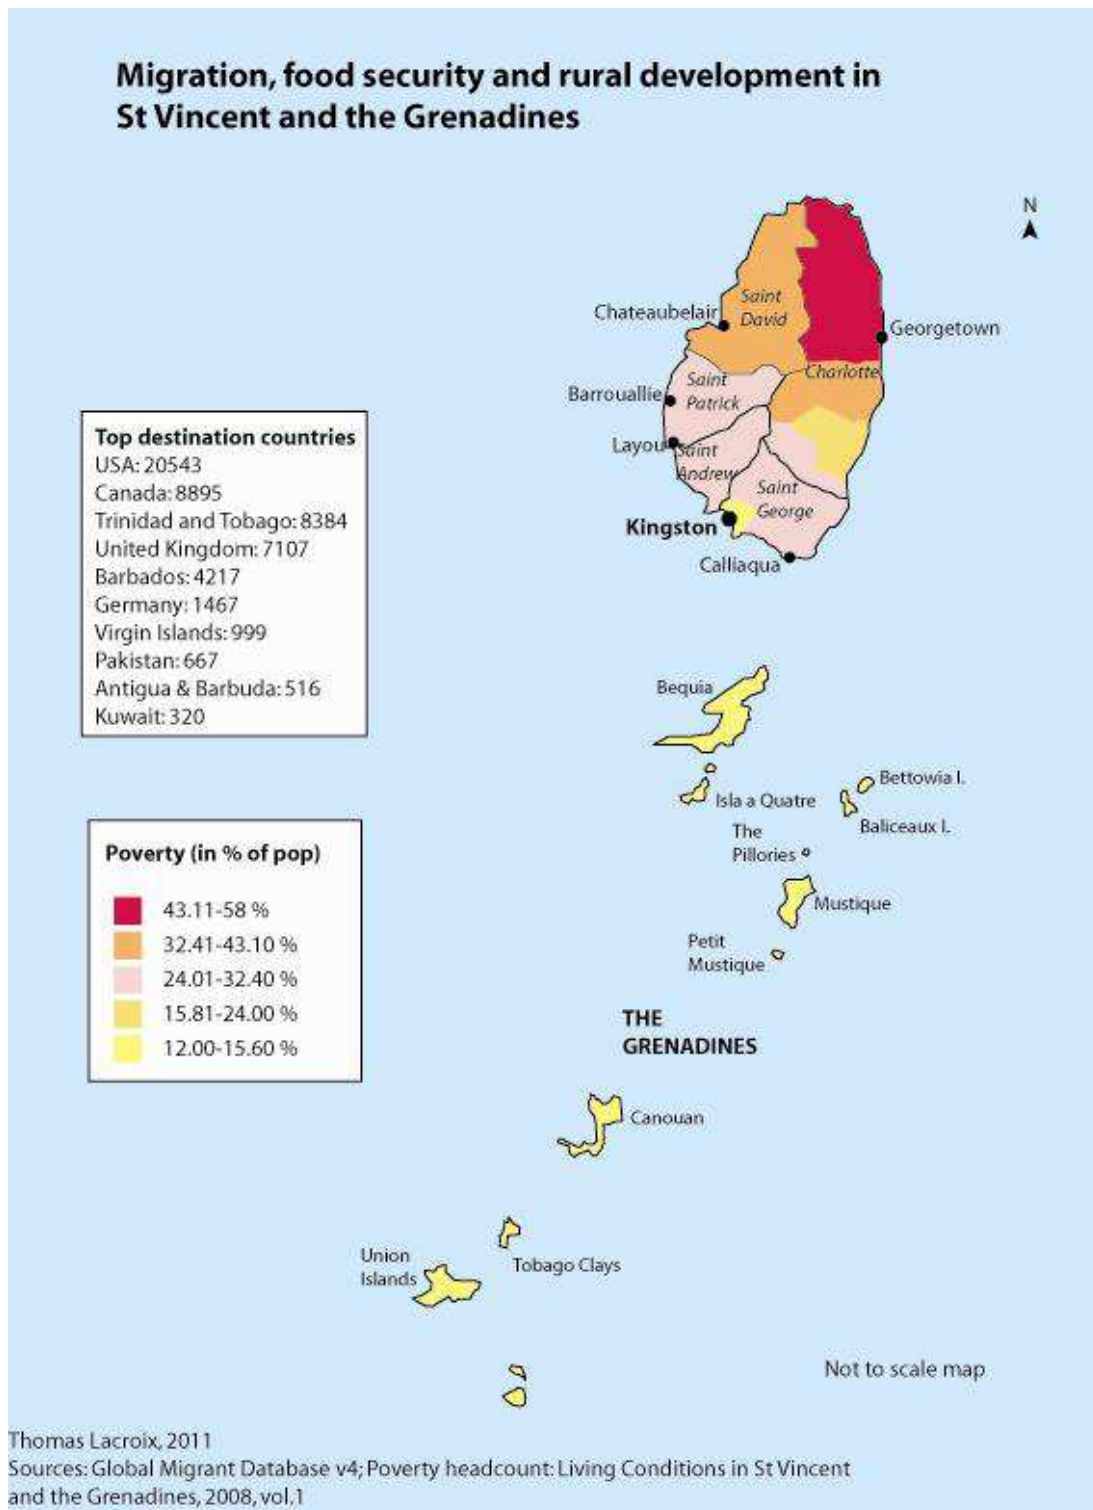 Migration, food security and rural development in
St Vincent and the Grenadines
N
Saint
David
Chateaubelair
Georgetown
Charlotte
Saint
Patrick
Barrouallie
Layou
Saint
Andrew
Saint
George
Kingston
Calliaqua
Top destination countries
USA: 20543
Canada: 8895
Trinidad and Tobago: 8384
United Kingdom: 7107
Barbados: 4217
Germany: 1467
Virgin Islands: 999
Pakistan: 667
Antigua & Barbuda: 516
Kuwait: 320
Bequia
Bettowia I.
Isla a Quatre
Baliceaux I.
The
Pillories
Mustique
Petit
Mustique
Poverty (in % of pop)
43.11-58 %
32.41-43.10 %
24.01-32.40 %
15.81-24.00 %
12.00-15.60 %
THE
GRENADINES
Canouan
Union
Islands
Tobago Clays
Not to scale map
Thomas Lacroix, 2011
Sources: Global Migrant Database v4; Poverty headcount: Living Conditions in St Vincent
and the Grenadines, 2008, vol.1